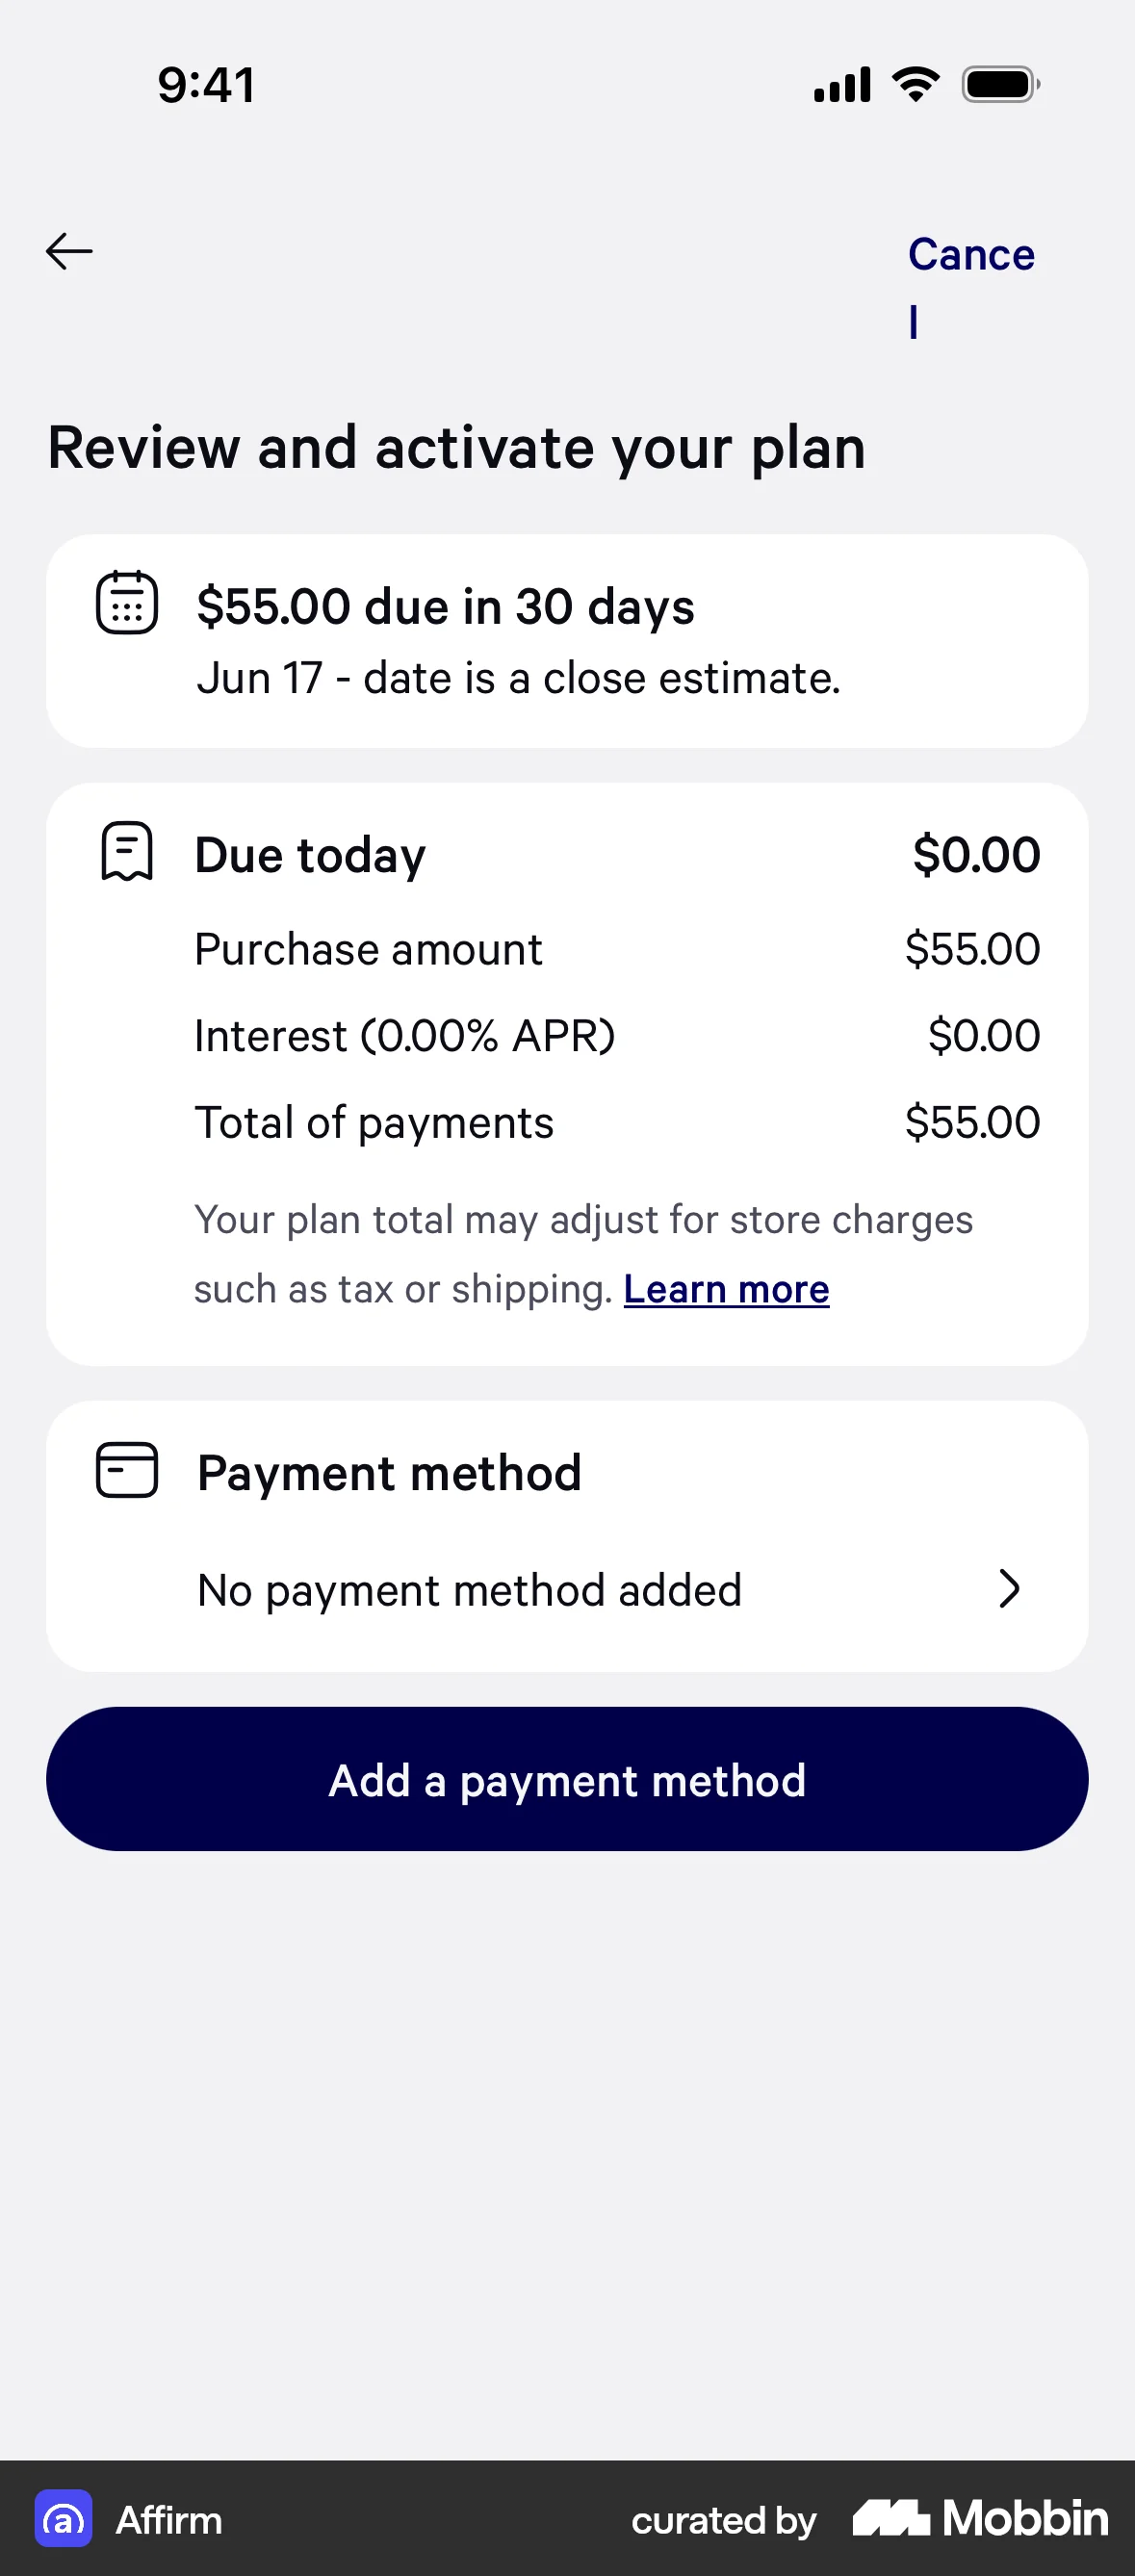 9:41
Cance
l
Review and activate your plan
$55.00 due in 30 days
Jun 17 - date is a close estimate.
Due today $0.00
Purchase amount $55.00
Interest (0.00% APR) $0.00
Total of payments $55.00
Your plan total may adjust for store charges
such as tax or shipping. Learn more
Payment method
No payment method added
Add a payment method
a Affirm curated by Mobbin